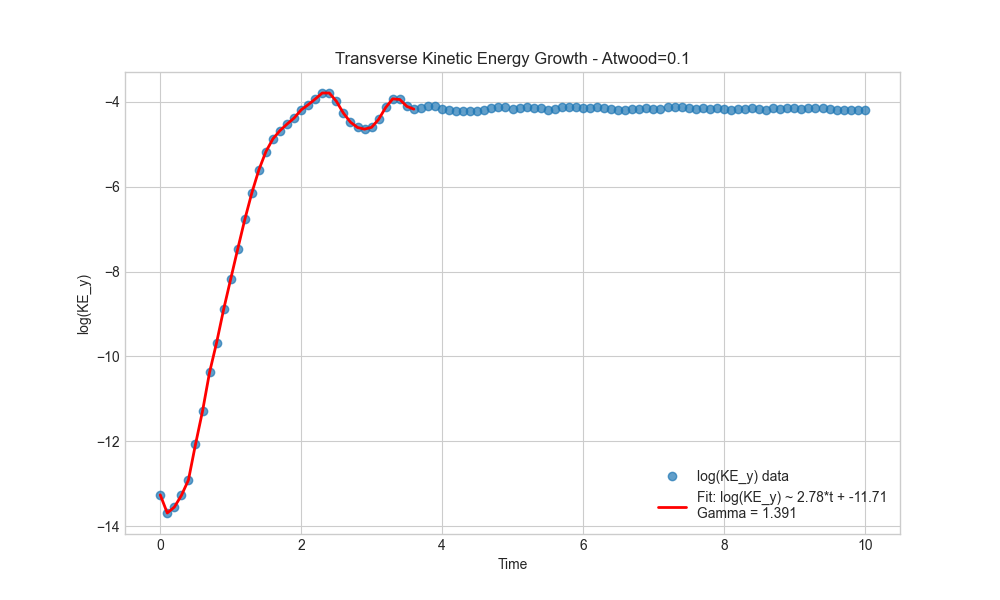 Transverse Kinetic Energy Growth - Atwood=0.1
−4
−6
−8
−10
−12
−14
log(KE_y)
log(KE_y) data
Fit: log(KE_y) ~ 2.78*t + -11.71
Gamma = 1.391
0 2 4 6 8 10
Time